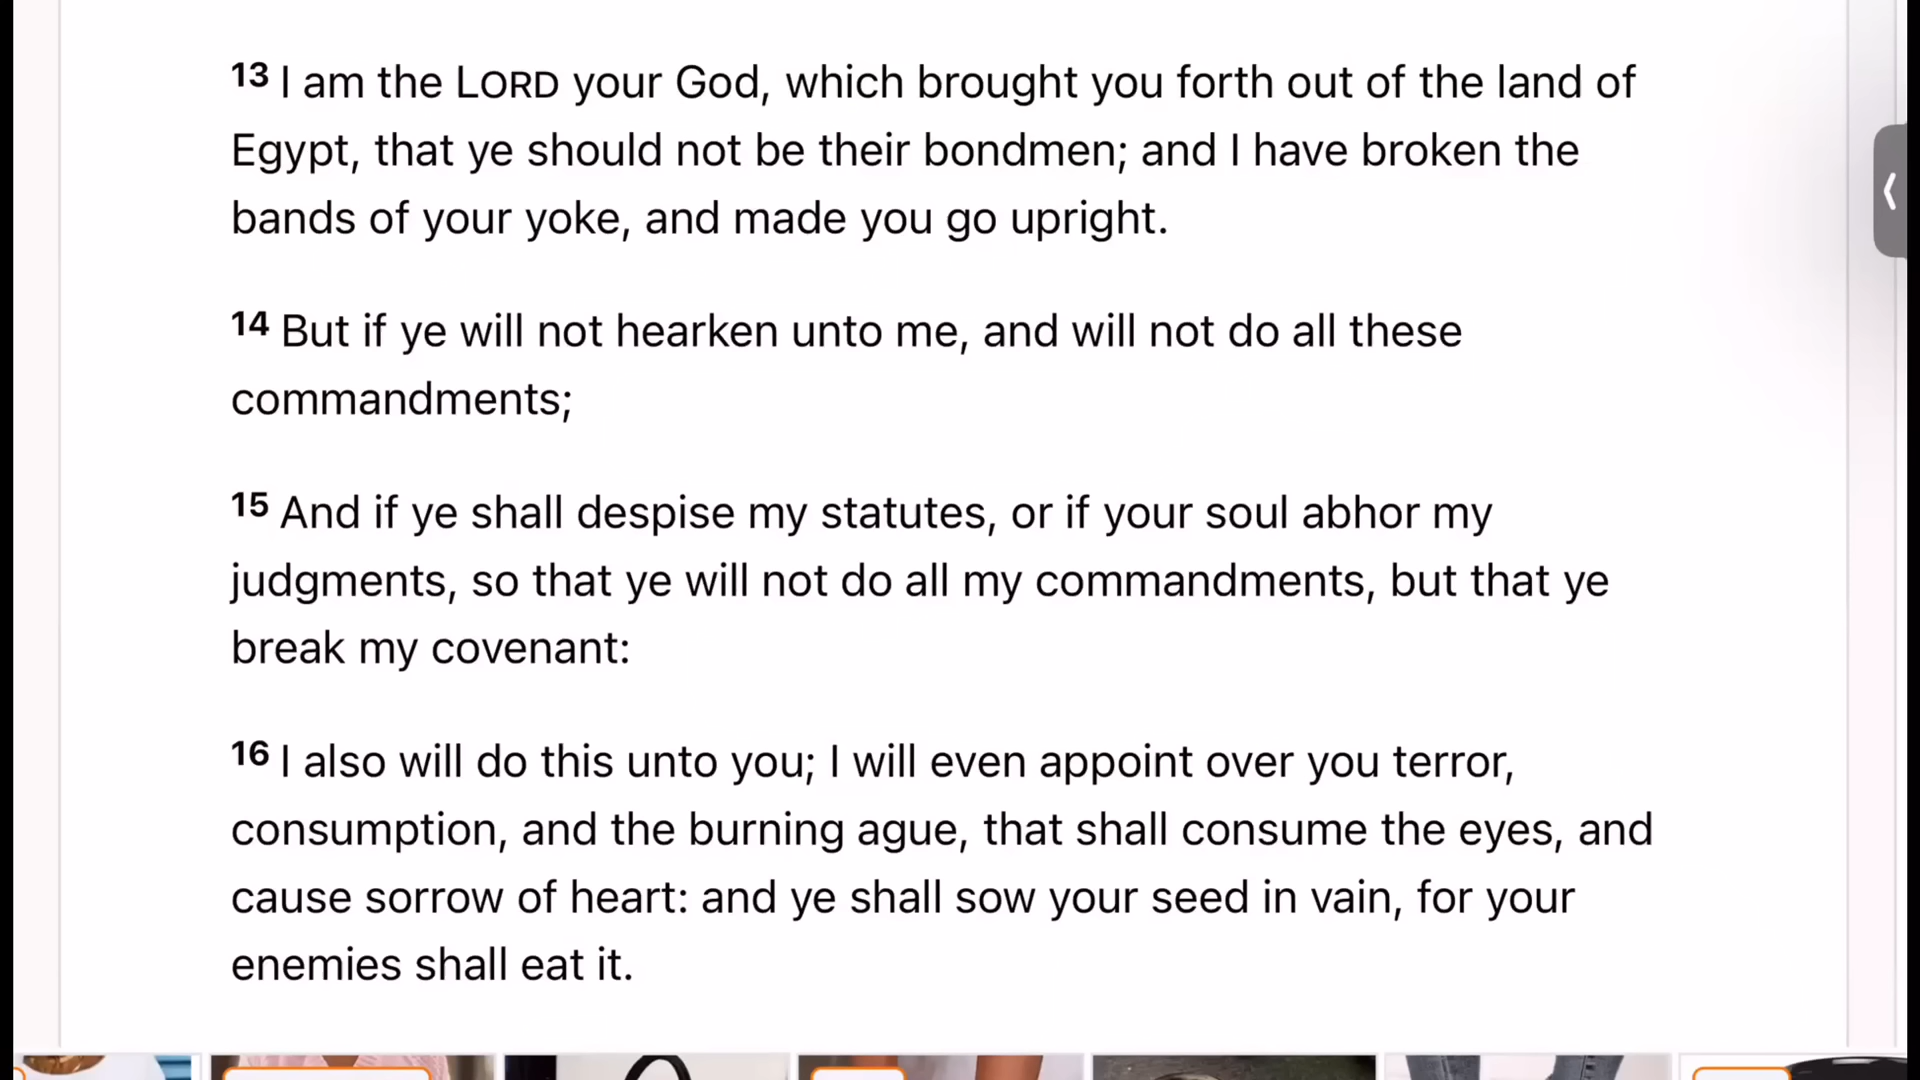 13 I am the LORD your God, which brought you forth out of the land of
Egypt, that ye should not be their bondmen; and I have broken the
bands of your yoke, and made you go upright.
14 But if ye will not hearken unto me, and will not do all these
commandments;
15 And if ye shall despise my statutes, or if your soul abhor my
judgments, so that ye will not do all my commandments, but that ye
break my covenant:
16 I also will do this unto you; I will even appoint over you terror,
consumption, and the burning ague, that shall consume the eyes, and
cause sorrow of heart: and ye shall sow your seed in vain, for your
enemies shall eat it.